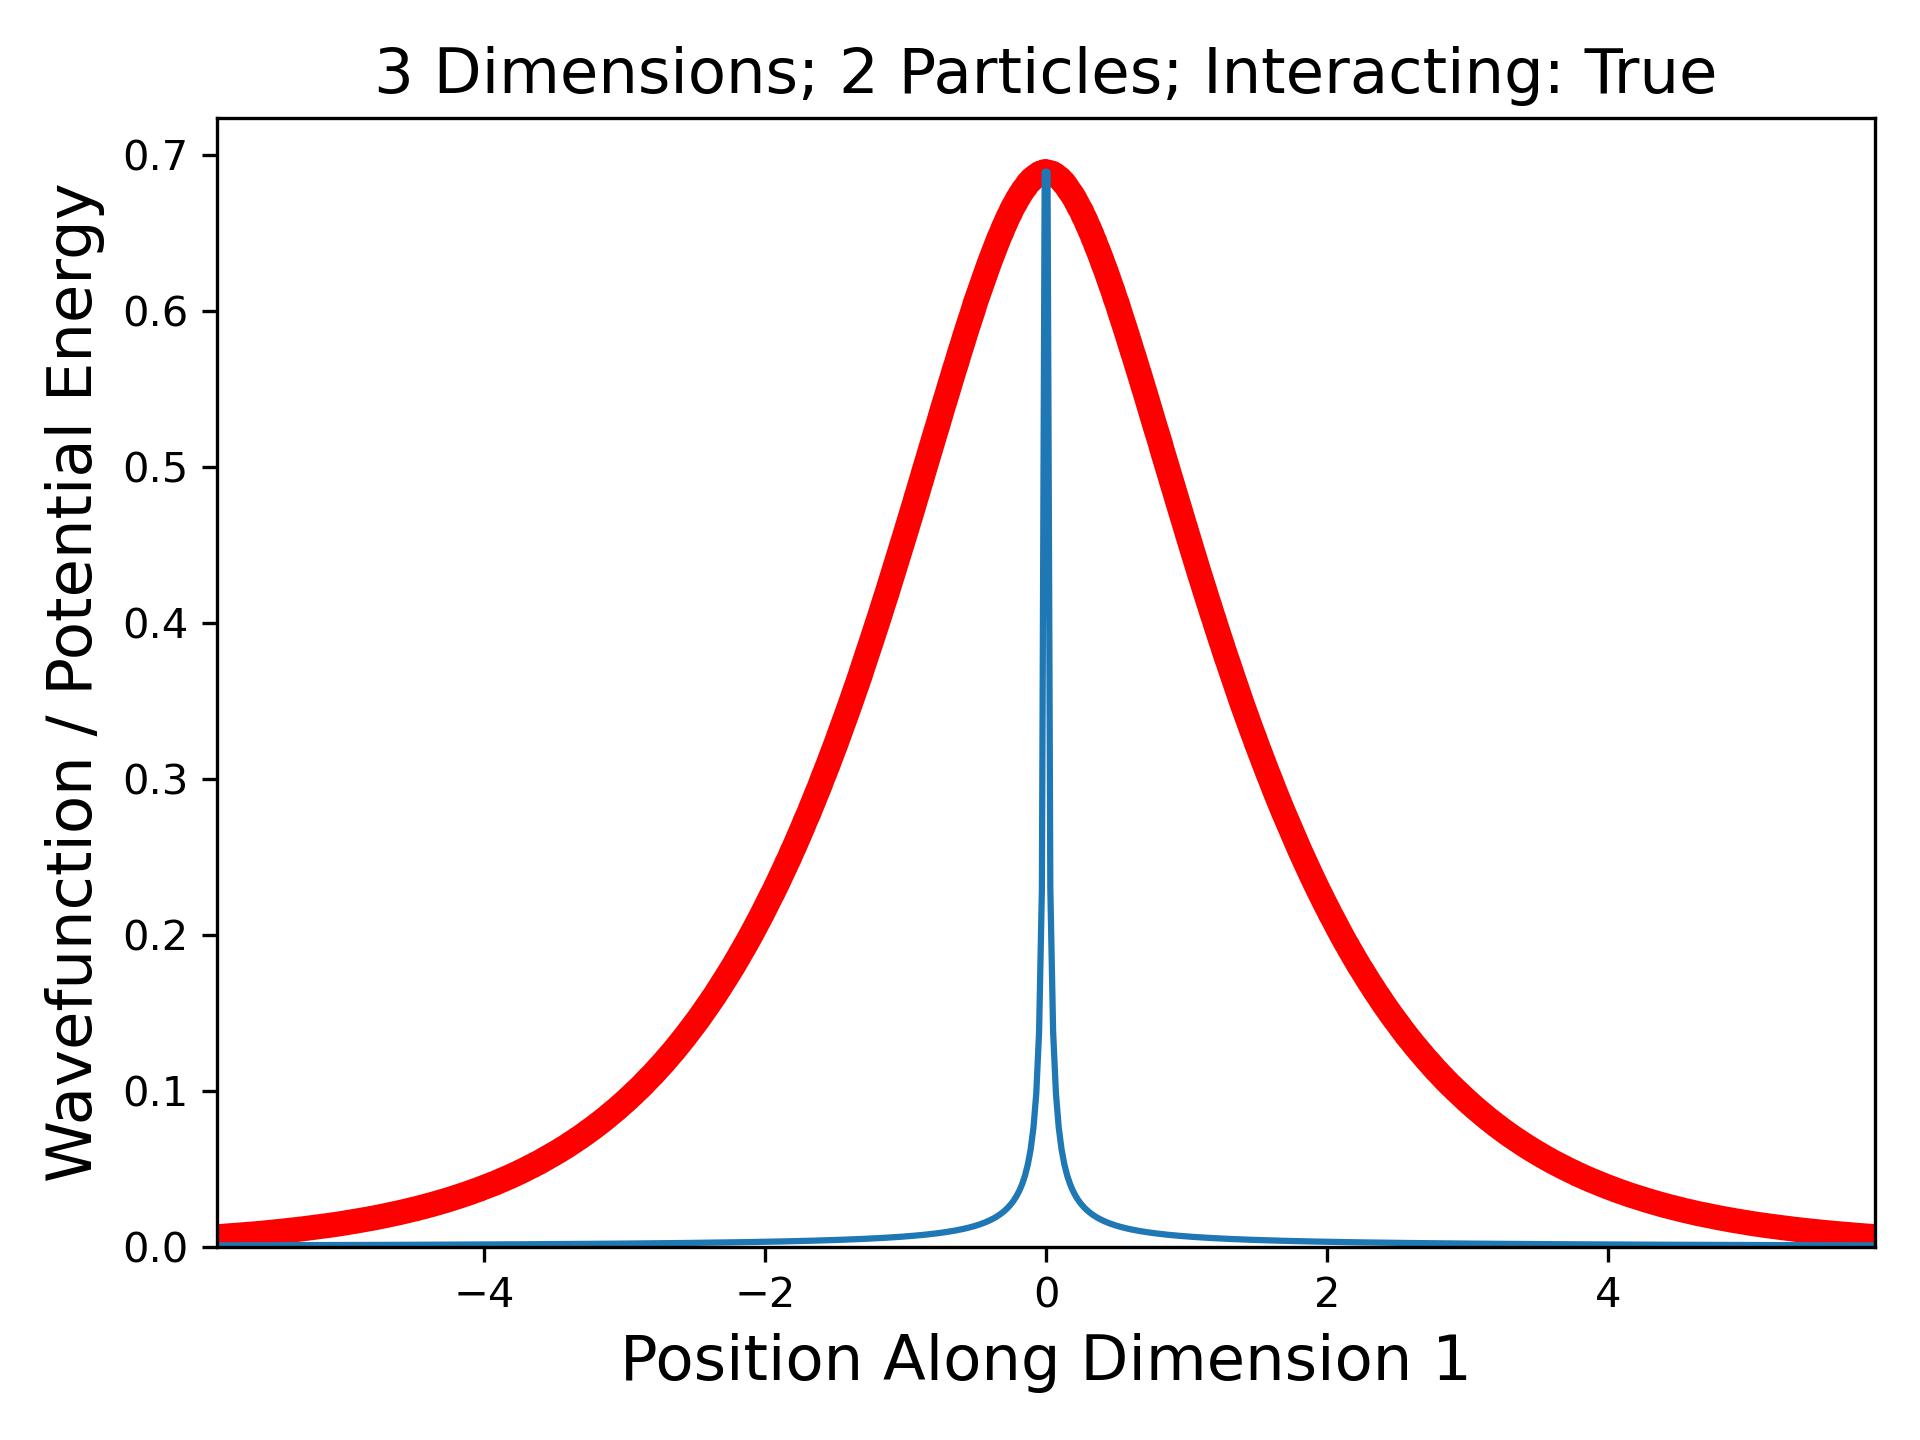 3 Dimensions; 2 Particles; Interacting: True
Wavefunction / Potential Energy
0.7
0.6
0.5
0.4
0.3
0.2
0.1
0.0
−4 −2 0 2 4
Position Along Dimension 1